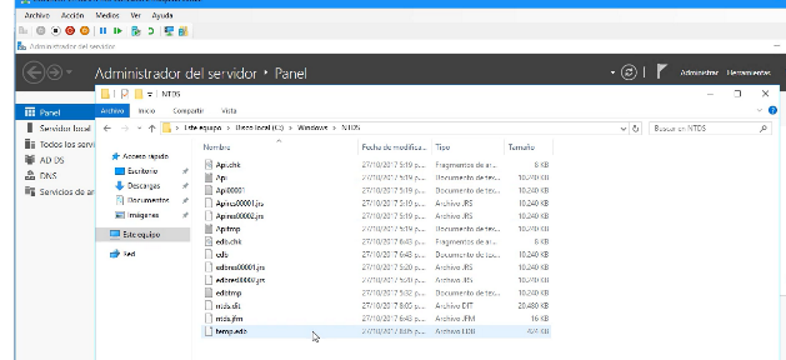 Archivo Acción Medios Ver Ayuda
Administrador del servidor
Administrador del servidor • Panel
Administrar Herramientas
NTDS
Archivo Inicio Compartir Vista
Este equipo > Disco local (C:) > Windows > NTDS
Buscar en NTDS
Panel
Servidor local
Todos los servi
AD DS
DNS
Servicios de ar
Acceso rápido
Escritorio
Descargas
Documentos
Imágenes
Este equipo
Red
Nombre Fecha de modifica... Tipo Tamaño
Api.chk 27/10/2017 5:19 p.... Fragmentos de ar... 8 KB
Api 27/10/2017 5:19 p.... Documento de tex... 10.240 KB
Api00001 27/10/2017 5:19 p.... Documento de tex... 10.240 KB
Apires00001.jrs 27/10/2017 5:19 p.... Archivo JRS 10.240 KB
Apires00002.jrs 27/10/2017 5:19 p.... Archivo JRS 10.240 KB
Apitmp 27/10/2017 5:19 p.... Documento de tex... 10.240 KB
edb.chk 27/10/2017 6:43 p.... Fragmentos de ar... 8 KB
edb 27/10/2017 6:43 p.... Documento de tex... 10.240 KB
edbres00001.jrs 27/10/2017 5:20 p.... Archivo JRS 10.240 KB
edbres00002.jrs 27/10/2017 5:20 p.... Archivo JRS 10.240 KB
edbtmp 27/10/2017 5:32 p.... Documento de tex... 10.240 KB
ntds.dit 27/10/2017 8:05 p.... Archivo DIT 20.480 KB
ntds.jfm 27/10/2017 6:43 p.... Archivo JFM 16 KB
temp.edb 27/10/2017 8:05 p.... Archivo EDB 424 KB